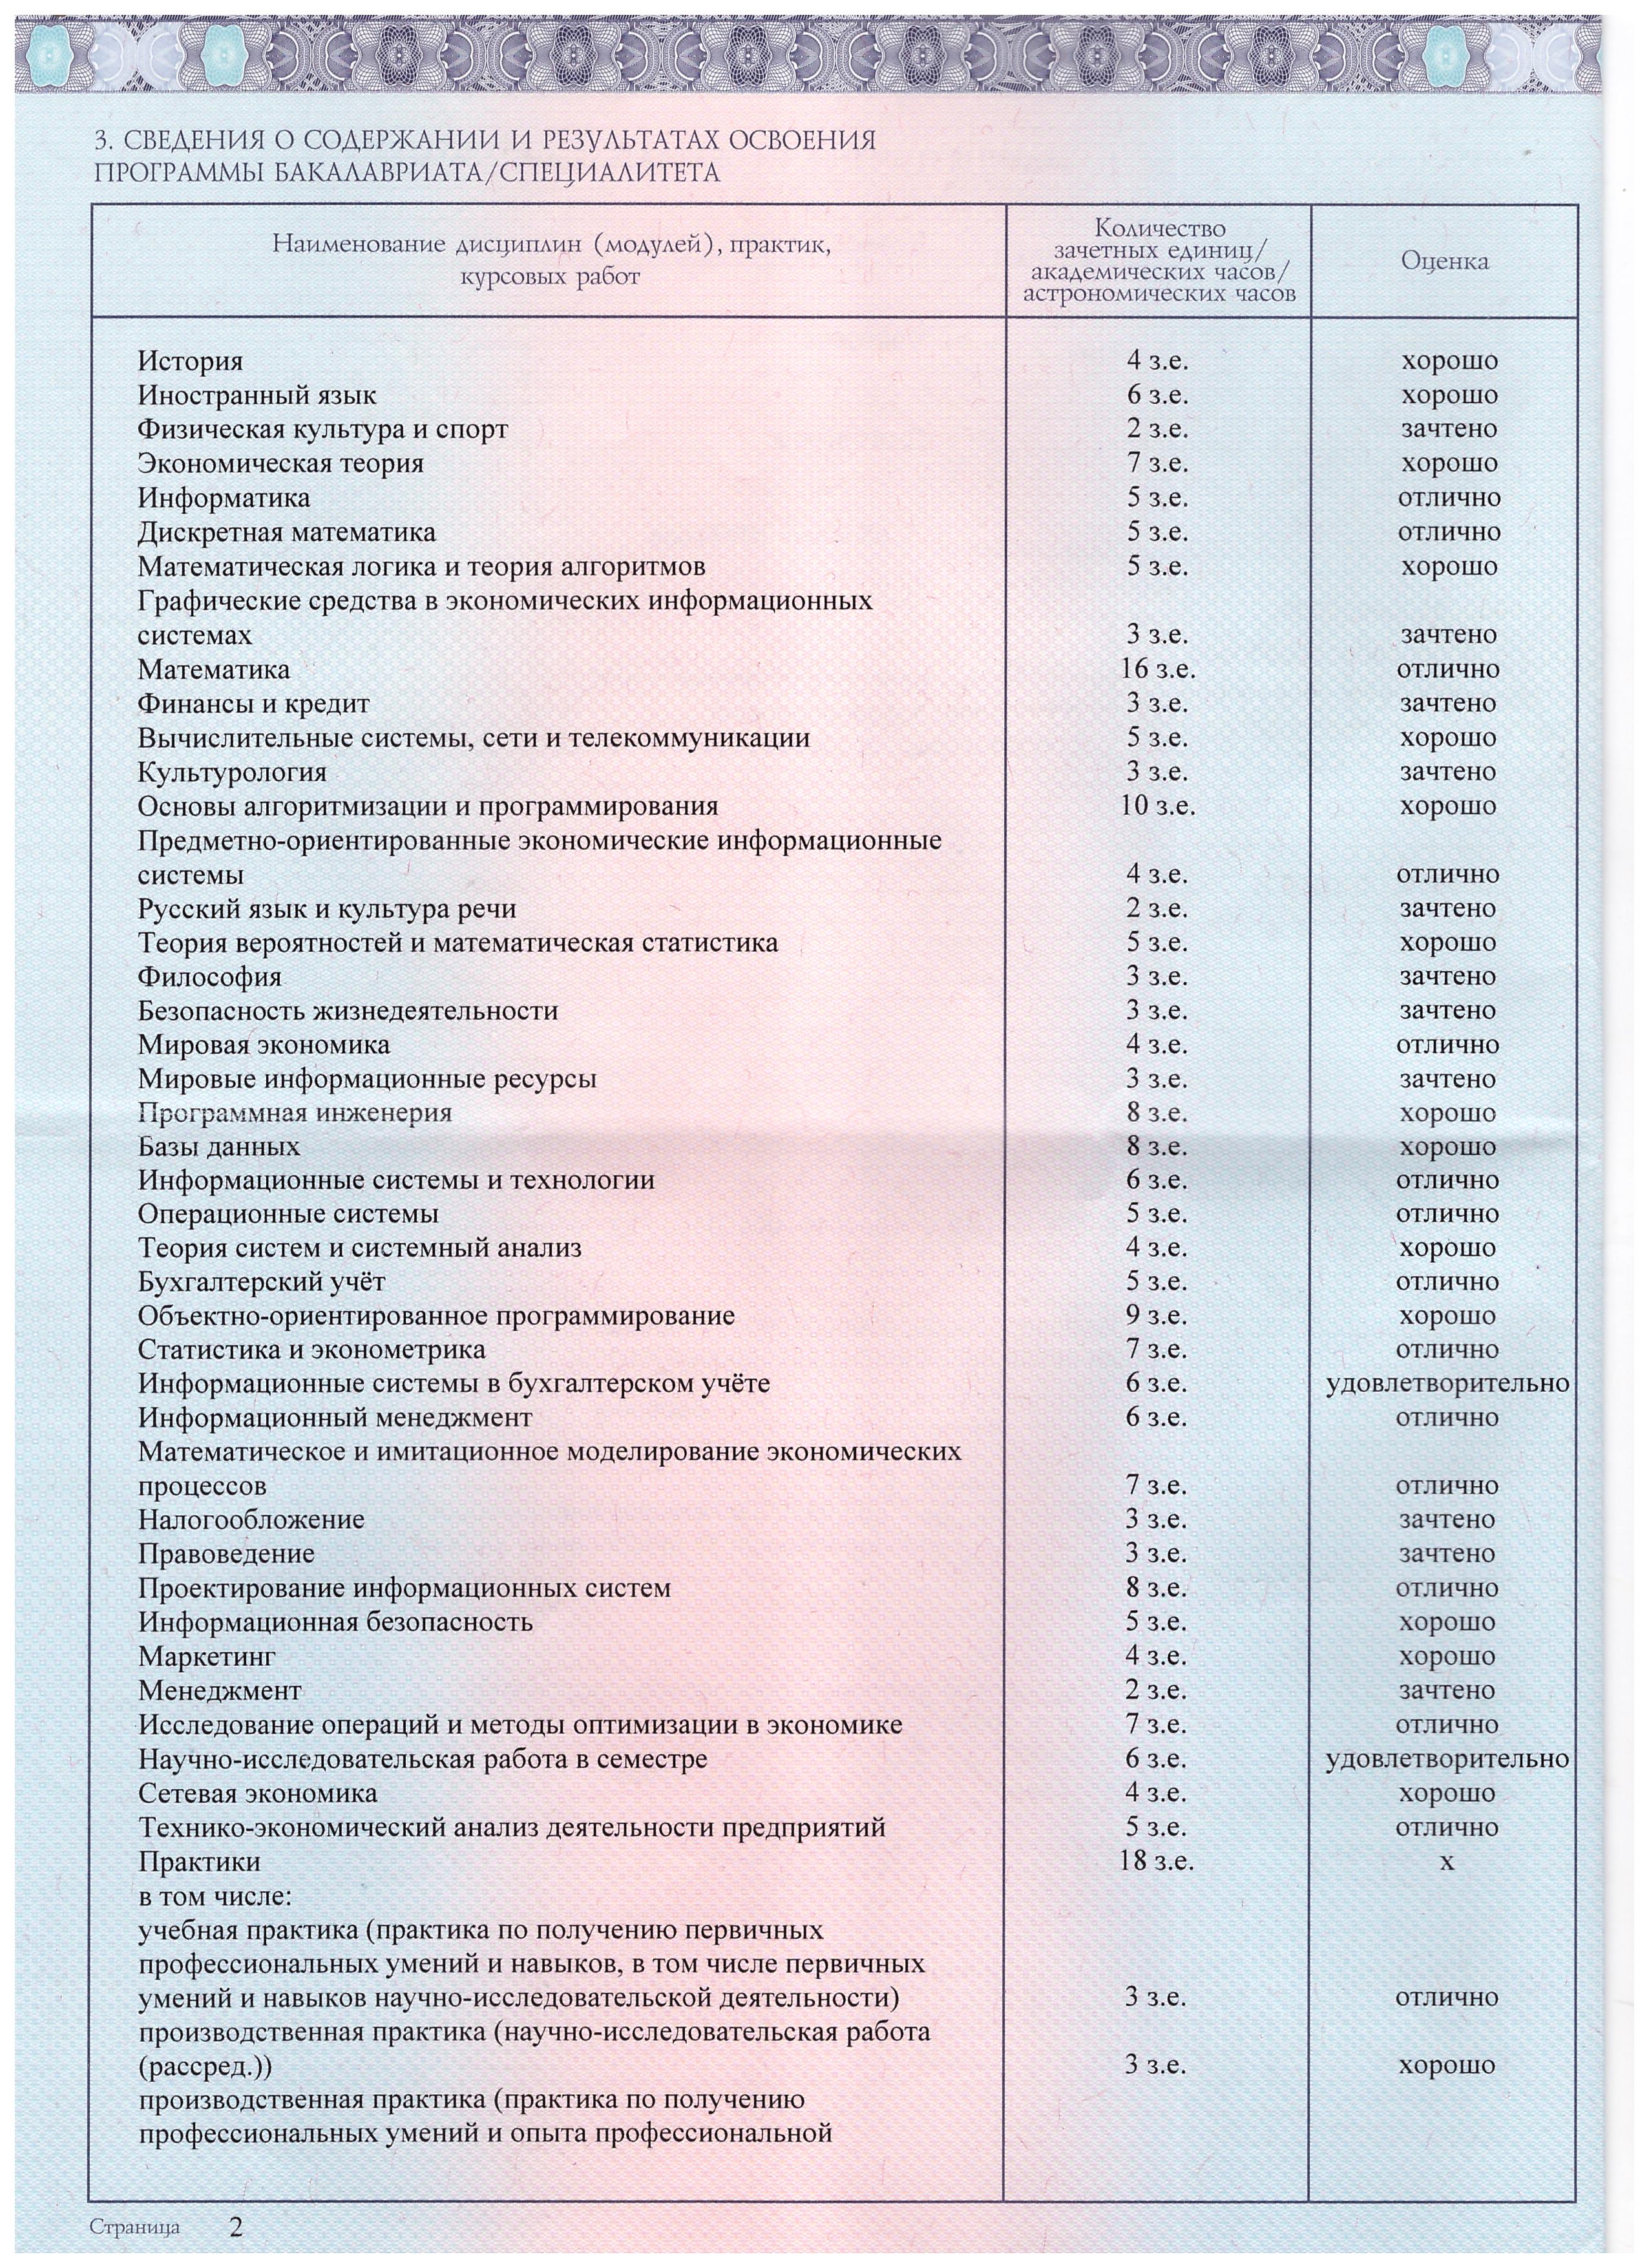 3. СВЕДЕНИЯ О СОДЕРЖАНИИ И РЕЗУЛЬТАТАХ ОСВОЕНИЯ
ПРОГРАММЫ БАКАЛАВРИАТА/СПЕЦИАЛИТЕТА
Наименование дисциплин (модулей), практик,
курсовых работ
Количество
зачетных единиц/
академических часов/
астрономических часов
Оценка
История 4 з.е. хорошо
Иностранный язык 6 з.е. хорошо
Физическая культура и спорт 2 з.е. зачтено
Экономическая теория 7 з.е. хорошо
Информатика 5 з.е. отлично
Дискретная математика 5 з.е. отлично
Математическая логика и теория алгоритмов 5 з.е. хорошо
Графические средства в экономических информационных
системах 3 з.е. зачтено
Математика 16 з.е. отлично
Финансы и кредит 3 з.е. зачтено
Вычислительные системы, сети и телекоммуникации 5 з.е. хорошо
Культурология 3 з.е. зачтено
Основы алгоритмизации и программирования 10 з.е. хорошо
Предметно-ориентированные экономические информационные
системы 4 з.е. отлично
Русский язык и культура речи 2 з.е. зачтено
Теория вероятностей и математическая статистика 5 з.е. хорошо
Философия 3 з.е. зачтено
Безопасность жизнедеятельности 3 з.е. зачтено
Мировая экономика 4 з.е. отлично
Мировые информационные ресурсы 3 з.е. зачтено
Программная инженерия 8 з.е. хорошо
Базы данных 8 з.е. хорошо
Информационные системы и технологии 6 з.е. отлично
Операционные системы 5 з.е. отлично
Теория систем и системный анализ 4 з.е. хорошо
Бухгалтерский учёт 5 з.е. отлично
Объектно-ориентированное программирование 9 з.е. хорошо
Статистика и эконометрика 7 з.е. отлично
Информационные системы в бухгалтерском учёте 6 з.е. удовлетворительно
Информационный менеджмент 6 з.е. отлично
Математическое и имитационное моделирование экономических
процессов 7 з.е. отлично
Налогообложение 3 з.е. зачтено
Правоведение 3 з.е. зачтено
Проектирование информационных систем 8 з.е. отлично
Информационная безопасность 5 з.е. хорошо
Маркетинг 4 з.е. хорошо
Менеджмент 2 з.е. зачтено
Исследование операций и методы оптимизации в экономике 7 з.е. отлично
Научно-исследовательская работа в семестре 6 з.е. удовлетворительно
Сетевая экономика 4 з.е. хорошо
Технико-экономический анализ деятельности предприятий 5 з.е. отлично
Практики 18 з.е. х
в том числе:
учебная практика (практика по получению первичных
профессиональных умений и навыков, в том числе первичных
умений и навыков научно-исследовательской деятельности) 3 з.е. отлично
производственная практика (научно-исследовательская работа
(рассред.)) 3 з.е. хорошо
производственная практика (практика по получению
профессиональных умений и опыта профессиональной
Страница 2